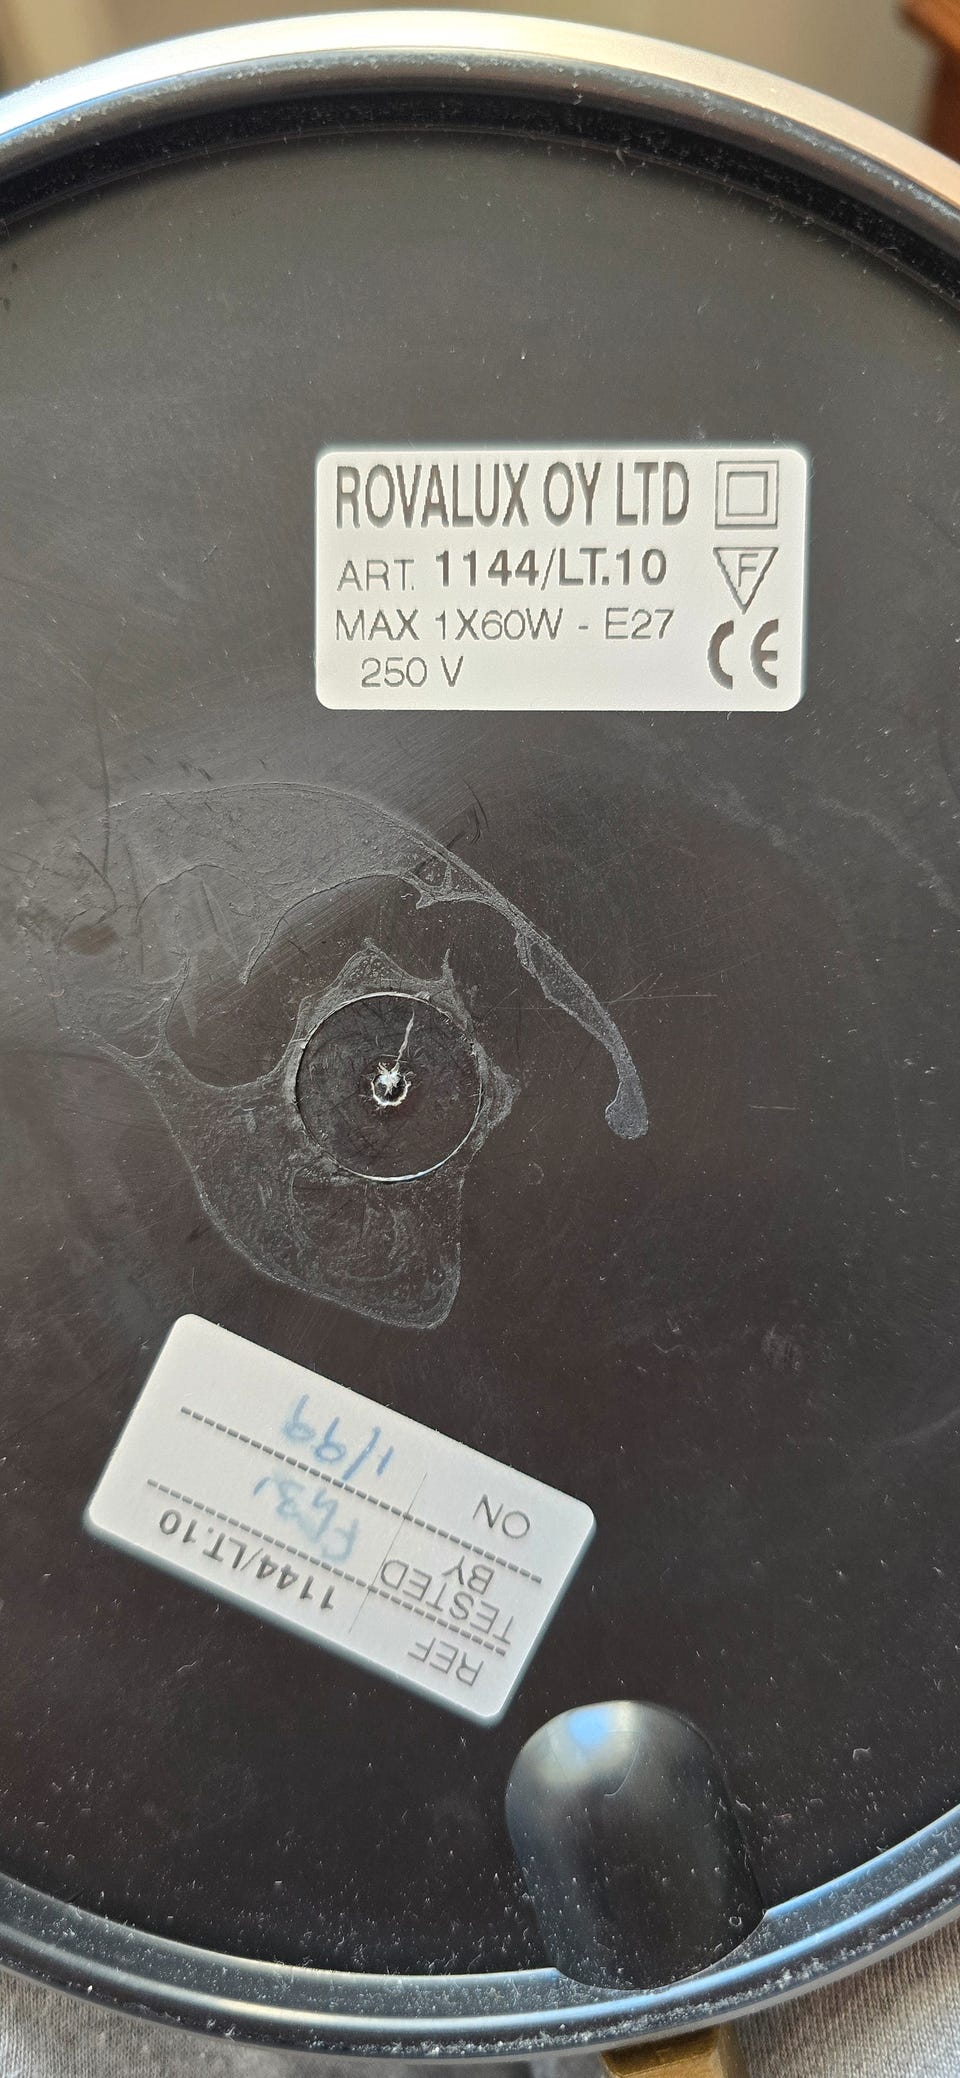 ROVALUX OY LTD
ART. 1144/LT.10
F
MAX 1X60W - E27
CE
250 V
REF 1144/LT.10
TESTED BY
ON 1/99